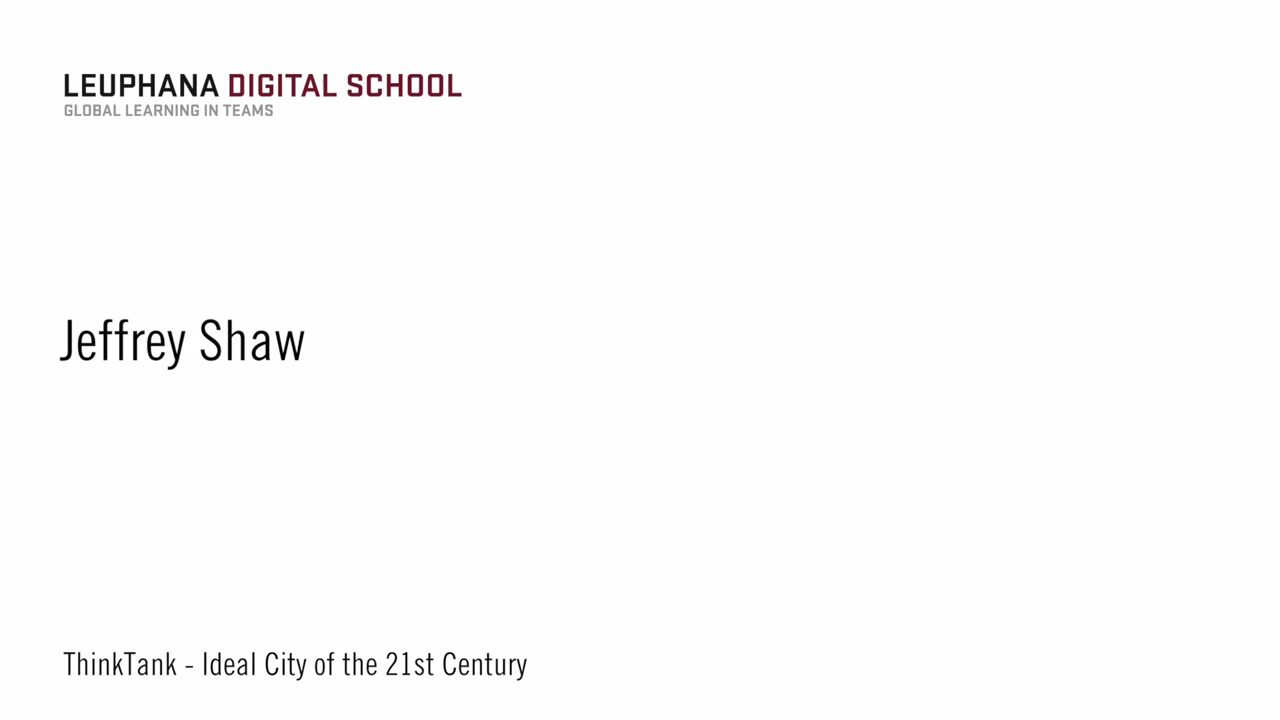 LEUPHANA DIGITAL SCHOOL
GLOBAL LEARNING IN TEAMS
Jeffrey Shaw
ThinkTank - Ideal City of the 21st Century